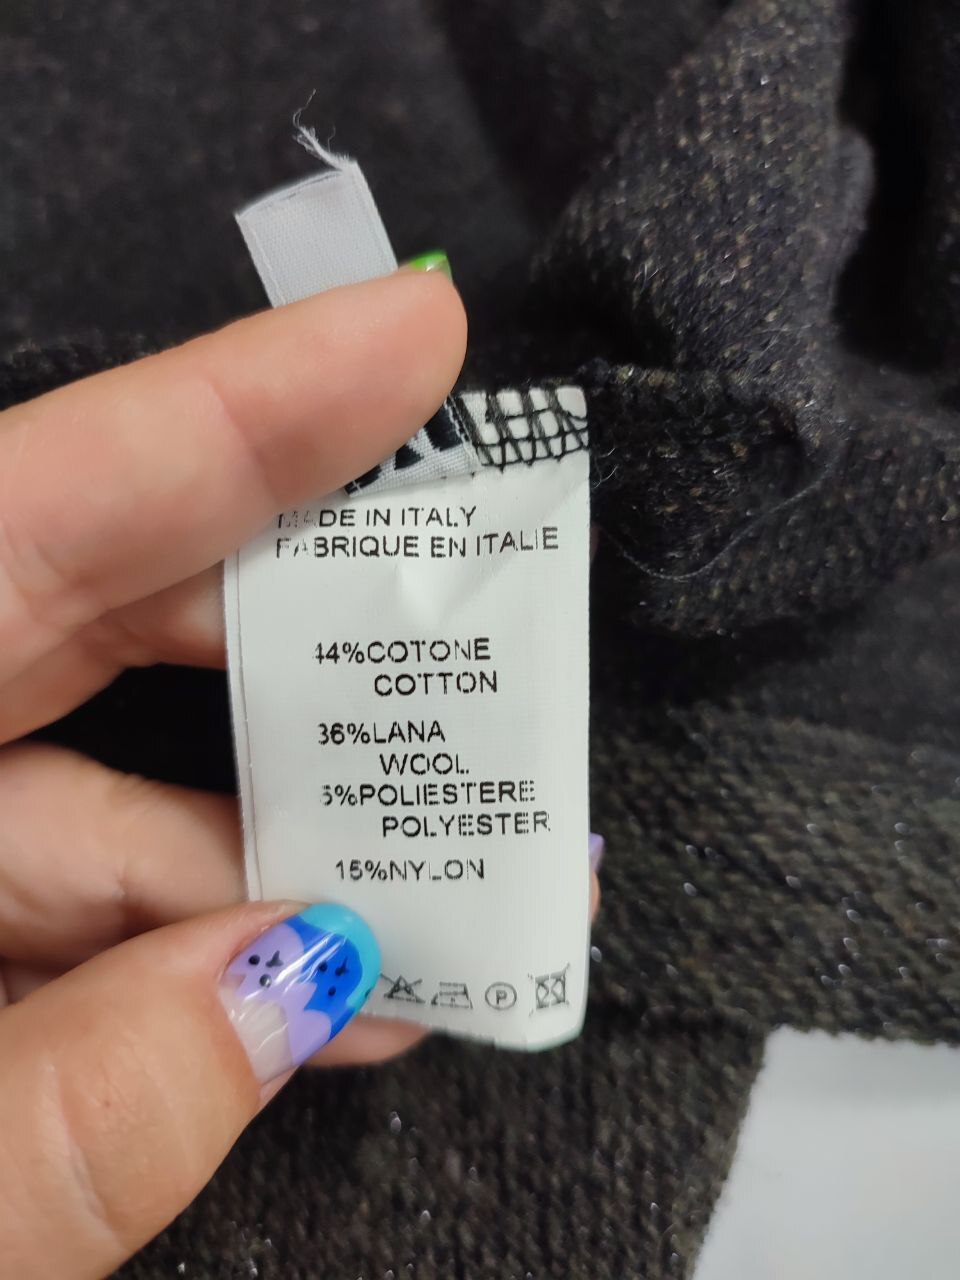 MADE IN ITALY
FABRIQUE EN ITALIE
44%COTONE
COTTON
36%LANA
WOOL
5%POLIESTERE
POLYESTER
15%NYLON
P